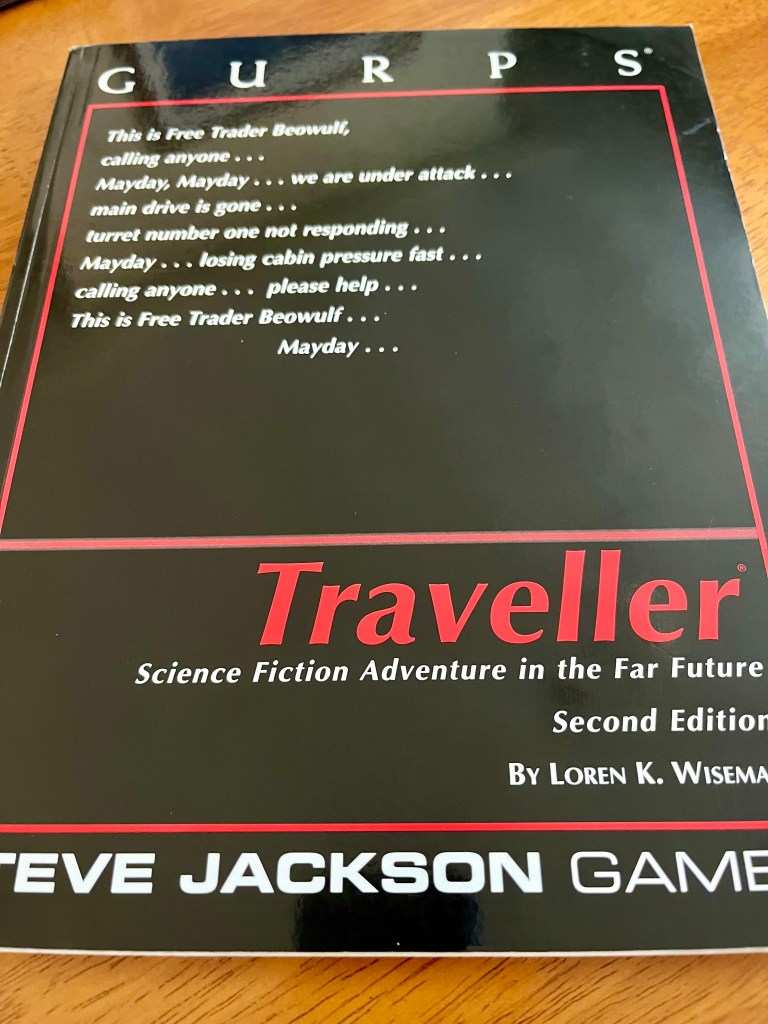 G U R P S®
This is Free Trader Beowulf,
calling anyone . . .
Mayday, Mayday . . . we are under attack . . .
main drive is gone . . .
turret number one not responding . . .
Mayday . . . losing cabin pressure fast . . .
calling anyone . . . please help . . .
This is Free Trader Beowulf . . .
Mayday . . .
Traveller®
Science Fiction Adventure in the Far Future
Second Edition
By Loren K. Wisema
TEVE JACKSON GAME